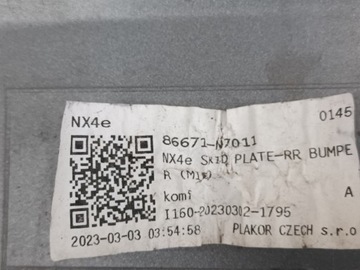 NX4e 0145
86671-N7011
NX4e SKID PLATE-RR BUMPE
R
komf A
I160-20230302-1795
2023-03-03 03:54:58 PLAKOR CZECH s.r.o